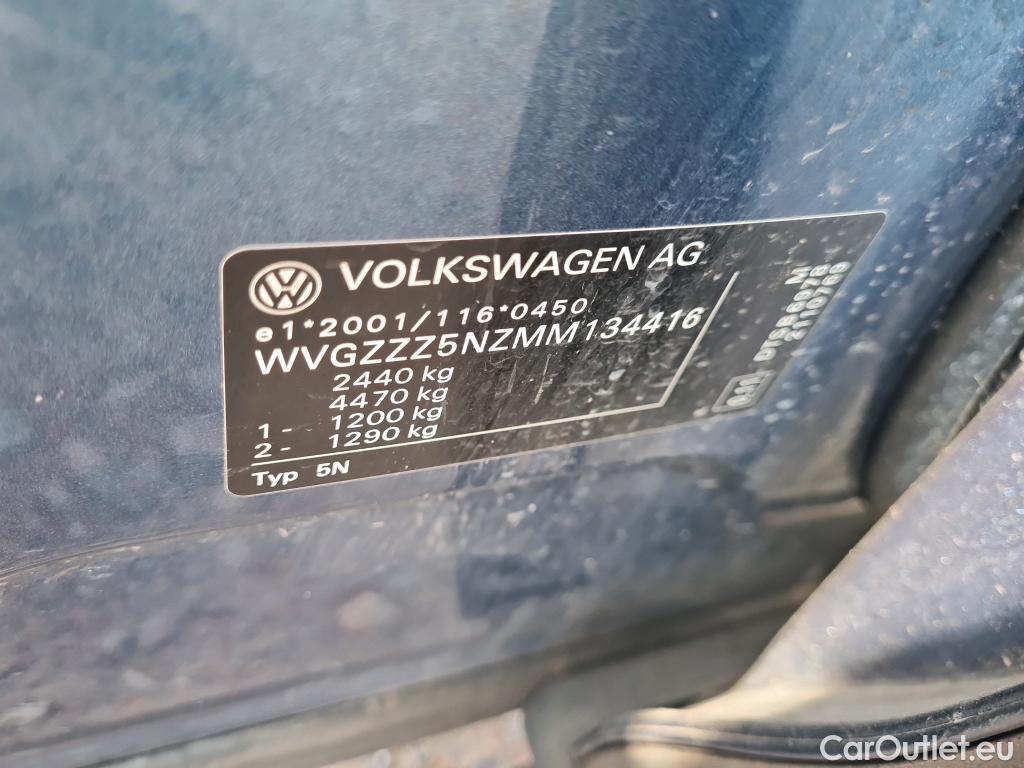 VOLKSWAGEN AG
e1*2001/116*0450
WVGZZZ5NZMM134416
2440 kg
4470 kg
1- 1200 kg
2- 1290 kg
Typ 5N
CarOutlet.eu